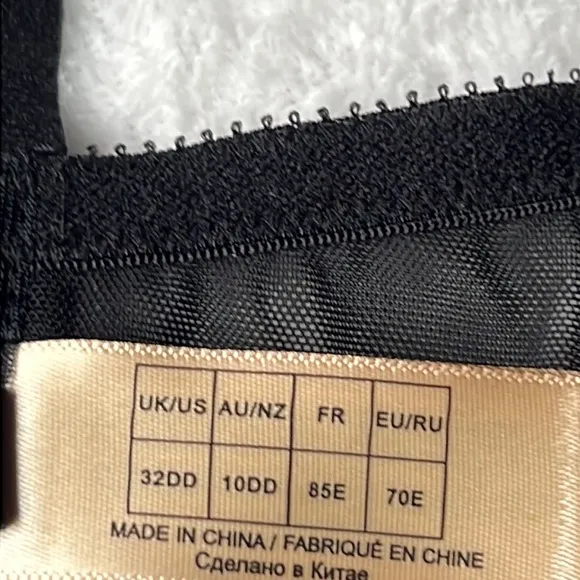 UK/US AU/NZ FR EU/RU
32DD 10DD 85E 70E
MADE IN CHINA / FABRIQUÉ EN CHINE
Сделано в Китае